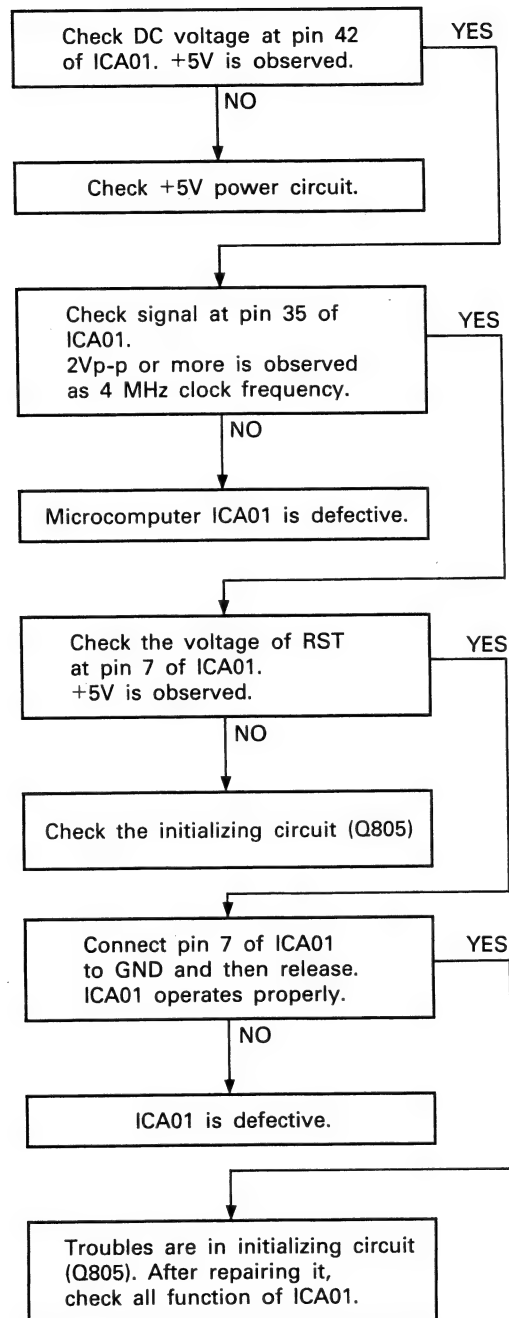 Check DC voltage at pin 42
of ICA01. +5V is observed.
YES
NO
Check +5V power circuit.
Check signal at pin 35 of
ICA01.
2Vp-p or more is observed
as 4 MHz clock frequency.
YES
NO
Microcomputer ICA01 is defective.
Check the voltage of RST
at pin 7 of ICA01.
+5V is observed.
YES
NO
Check the initializing circuit (Q805)
Connect pin 7 of ICA01
to GND and then release.
ICA01 operates properly.
YES
NO
ICA01 is defective.
Troubles are in initializing circuit
(Q805). After repairing it,
check all function of ICA01.